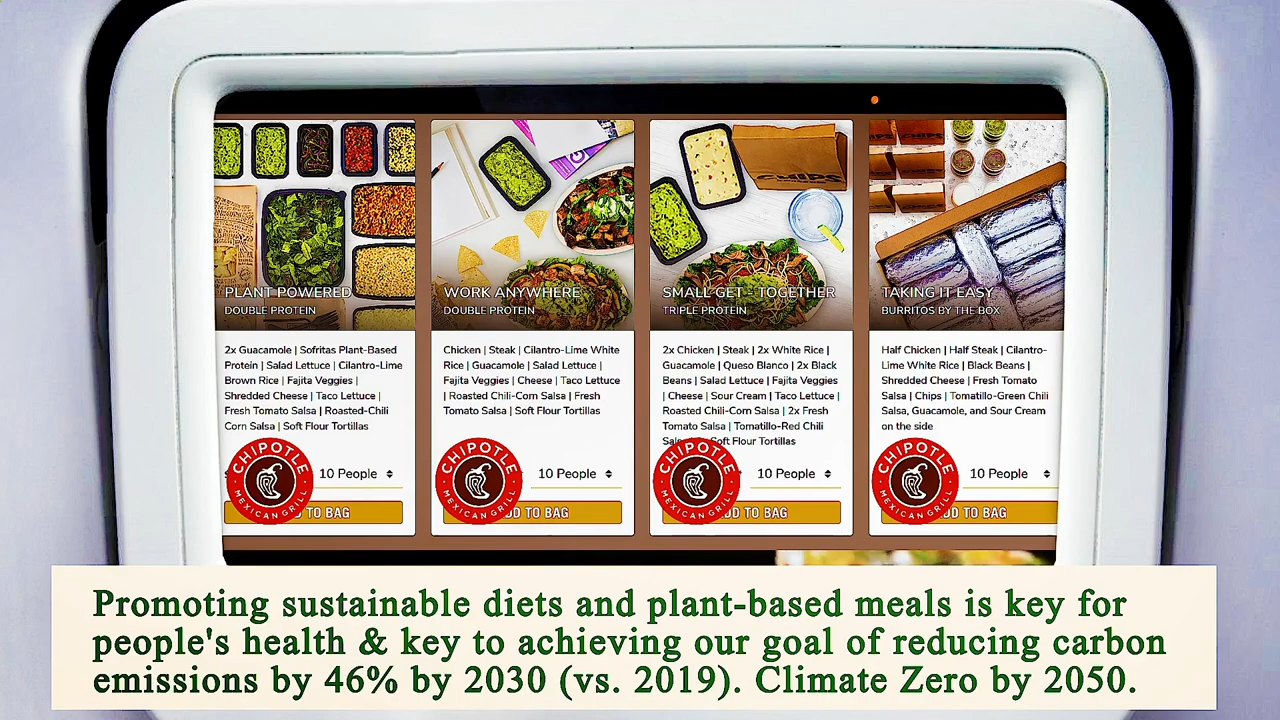 CHIPS
CHIPS
PLANT POWERED
DOUBLE PROTEIN
2x Guacamole | Sofritas Plant-Based
Protein | Salad Lettuce | Cilantro-Lime
Brown Rice | Fajita Veggies |
Shredded Cheese | Taco Lettuce |
Fresh Tomato Salsa | Roasted-Chili
Corn Salsa | Soft Flour Tortillas
CHIPOTLE
MEXICAN GRILL
10 People
TO BAG
WORK ANYWHERE
DOUBLE PROTEIN
Chicken | Steak | Cilantro-Lime White
Rice | Guacamole | Salad Lettuce |
Fajita Veggies | Cheese | Taco Lettuce
| Roasted Chili-Corn Salsa | Fresh
Tomato Salsa | Soft Flour Tortillas
CHIPOTLE
MEXICAN GRILL
10 People
TO BAG
SMALL GET - TOGETHER
TRIPLE PROTEIN
2x Chicken | Steak | 2x White Rice |
Guacamole | Queso Blanco | 2x Black
Beans | Salad Lettuce | Fajita Veggies
| Cheese | Sour Cream | Taco Lettuce |
Roasted Chili-Corn Salsa | 2x Fresh
Tomato Salsa | Tomatillo-Red Chili
Soft Flour Tortillas
CHIPOTLE
MEXICAN GRILL
10 People
TO BAG
TAKING IT EASY
BURRITOS BY THE BOX
Half Chicken | Half Steak | Cilantro-
Lime White Rice | Black Beans |
Shredded Cheese | Fresh Tomato
Salsa | Chips | Tomatillo-Green Chili
Salsa, Guacamole, and Sour Cream
on the side
CHIPOTLE
MEXICAN GRILL
10 People
TO BAG
Promoting sustainable diets and plant-based meals is key for
people's health & key to achieving our goal of reducing carbon
emissions by 46% by 2030 (vs. 2019). Climate Zero by 2050.